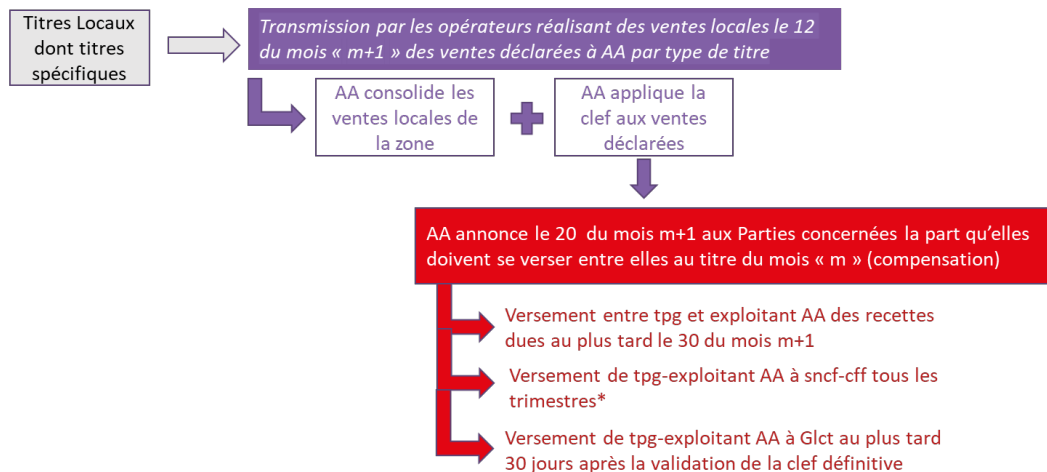 Titres Locaux
dont titres
spécifiques
Transmission par les opérateurs réalisant des ventes locales le 12
du mois « m+1 » des ventes déclarées à AA par type de titre
AA consolide les
ventes locales de
la zone
AA applique la
clef aux ventes
déclarées
AA annonce le 20 du mois m+1 aux Parties concernées la part qu’elles
doivent se verser entre elles au titre du mois « m » (compensation)
Versement entre tpg et exploitant AA des recettes
dues au plus tard le 30 du mois m+1
Versement de tpg-exploitant AA à sncf-cff tous les
trimestres*
Versement de tpg-exploitant AA à Glct au plus tard
30 jours après la validation de la clef définitive